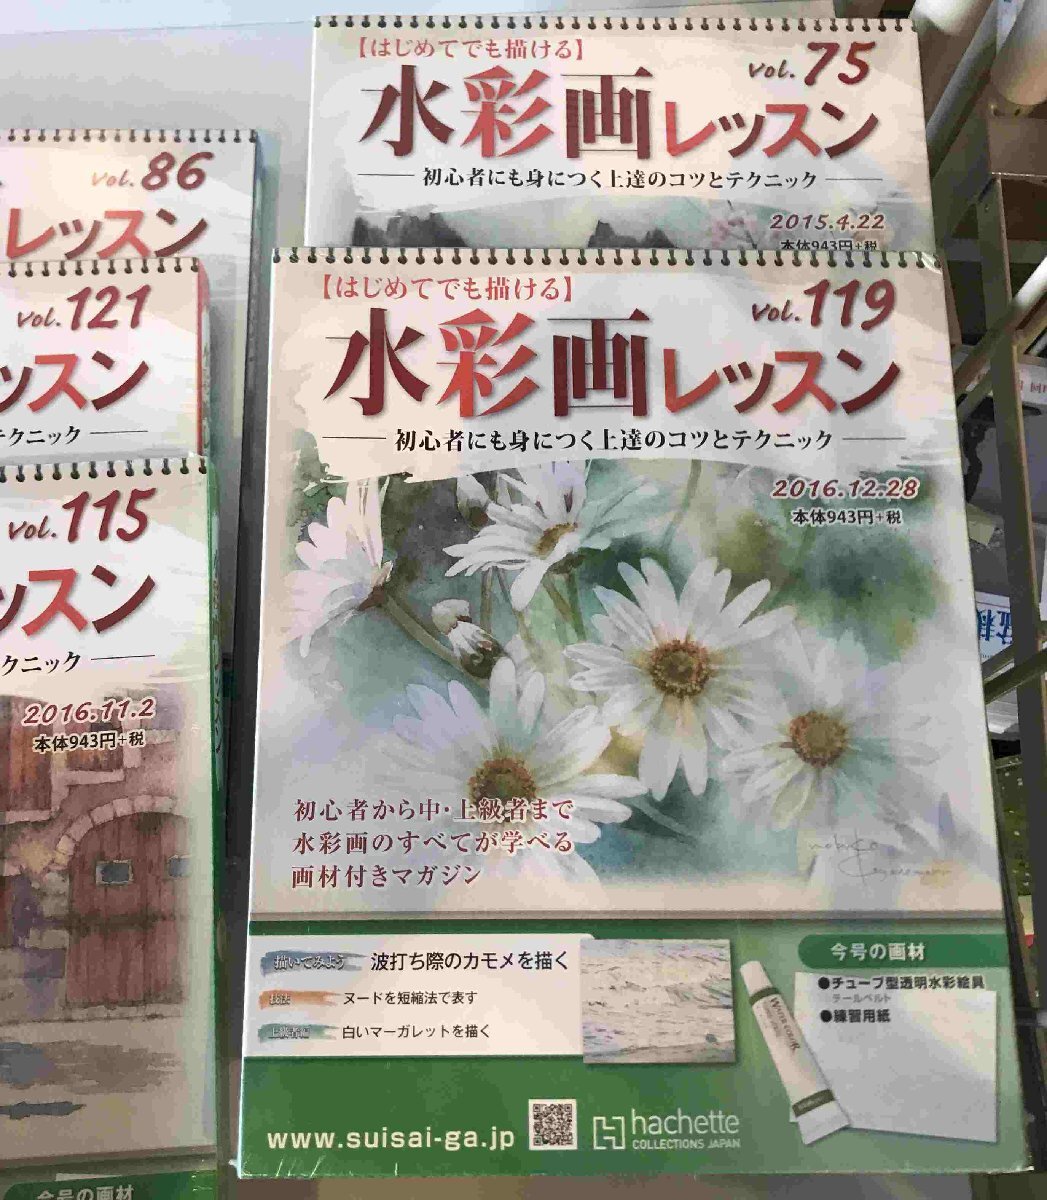 【はじめてでも描ける】
vol.75
水彩画レッスン
初心者にも身につく上達のコツとテクニック
2015.4.22
本体943円+税
vol.86
レッスン
vol.121
ッスン
テクニック
vol.115
ッスン
クニック
2016.11.2
本体943円+税
今号の画材
【はじめてでも描ける】
vol.119
水彩画レッスン
初心者にも身につく上達のコツとテクニック
2016.12.28
本体943円+税
初心者から中・上級者まで
水彩画のすべてが学べる
画材付きマガジン
描いてみよう 波打ち際のカモメを描く
技法 ヌードを短縮法で表す
上級者編 白いマーガレットを描く
今号の画材
●チューブ型透明水彩絵具
テールベルト
●練習用紙
www.suisai-ga.jp
hachette
COLLECTIONS JAPAN